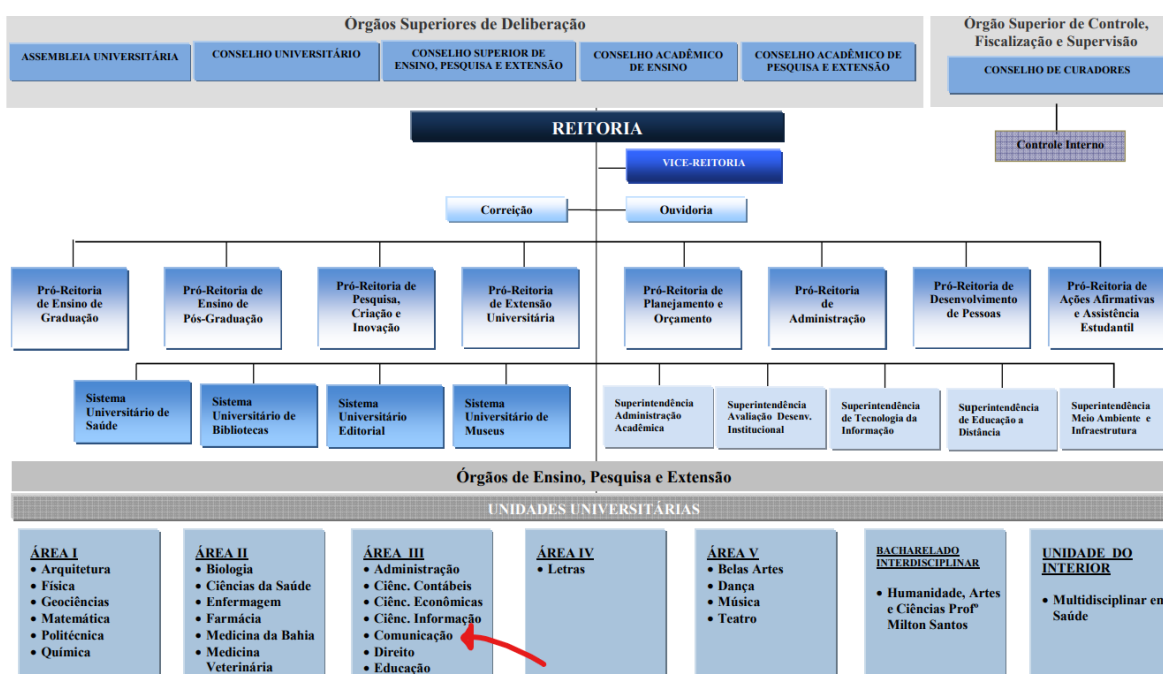 Órgãos Superiores de Deliberação
ASSEMBLEIA UNIVERSITÁRIA
CONSELHO UNIVERSITÁRIO
CONSELHO SUPERIOR DE
ENSINO, PESQUISA E EXTENSÃO
CONSELHO ACADÊMICO
DE ENSINO
CONSELHO ACADÊMICO DE
PESQUISA E EXTENSÃO
Órgão Superior de Controle,
Fiscalização e Supervisão
CONSELHO DE CURADORES
Controle Interno
REITORIA
VICE-REITORIA
Correição
Ouvidoria
Pró-Reitoria
de Ensino de
Graduação
Pró-Reitoria de
Ensino de
Pós-Graduação
Pró-Reitoria de
Pesquisa,
Criação e
Inovação
Pró-Reitoria
de Extensão
Universitária
Pró-Reitoria de
Planejamento e
Orçamento
Pró-Reitoria
de
Administração
Pró-Reitoria de
Desenvolvimento
de Pessoas
Pró-Reitoria de
Ações Afirmativas
e Assistência
Estudantil
Sistema
Universitário de
Saúde
Sistema
Universitário de
Bibliotecas
Sistema
Universitário
Editorial
Sistema
Universitário de
Museus
Superintendência
Administração
Acadêmica
Superintendência
Avaliação Desenv.
Institucional
Superintendência
de Tecnologia da
Informação
Superintendência
de Educação a
Distância
Superintendência
Meio Ambiente e
Infraestrutura
Órgãos de Ensino, Pesquisa e Extensão
UNIDADES UNIVERSITÁRIAS
ÁREA I
• Arquitetura
• Física
• Geociências
• Matemática
• Politécnica
• Química
ÁREA II
• Biologia
• Ciências da Saúde
• Enfermagem
• Farmácia
• Medicina da Bahia
• Medicina
Veterinária
ÁREA III
• Administração
• Ciênc. Contábeis
• Ciênc. Econômicas
• Ciênc. Informação
• Comunicação
• Direito
• Educação
ÁREA IV
• Letras
ÁREA V
• Belas Artes
• Dança
• Música
• Teatro
BACHARELADO
INTERDISCIPLINAR
• Humanidade, Artes
e Ciências Profº
Milton Santos
UNIDADE DO
INTERIOR
• Multidisciplinar em
Saúde